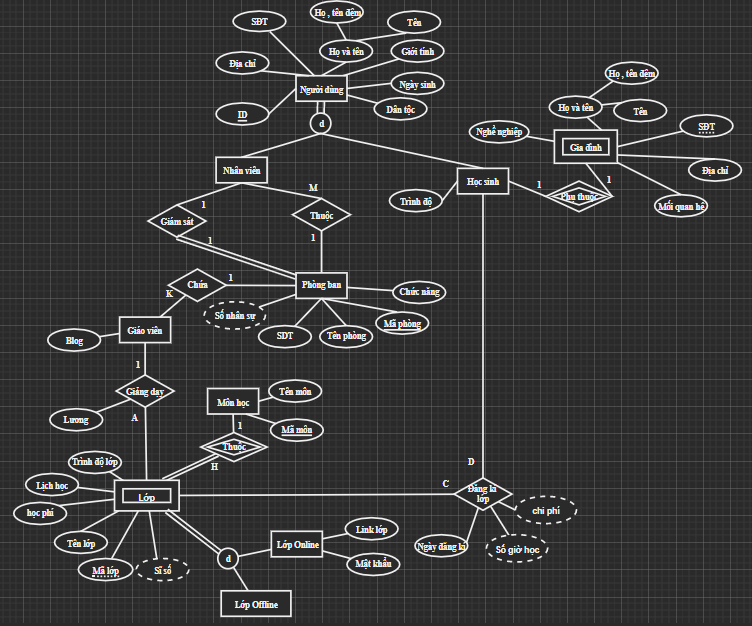 Họ , tên đệm
SĐT
Tên
Họ và tên
Giới tính
Địa chỉ
Ngày sinh
Người dùng
Dân tộc
ID
d
Họ , tên đệm
Họ và tên
Tên
Nghề nghiệp
SĐT
Gia đình
Địa chỉ
1
1
Phụ thuộc
Mối quan hệ
Nhân viên
Học sinh
Trình độ
M
1
Giám sát
Thuộc
1
1
Chứa
1
K
Phòng ban
Chức năng
Số nhân sự
Mã phòng
SDT
Tên phòng
Giáo viên
Blog
1
Giảng dạy
Lương
A
Môn học
Tên môn
Mã môn
1
Thuộc
H
Trình độ lớp
Lịch học
Lớp
học phí
Tên lớp
Mã lớp
Sĩ số
d
Lớp Online
Link lớp
Mật khẩu
Lớp Offline
D
C
Đăng kí
lớp
chi phí
Ngày đăng kí
Số giờ học